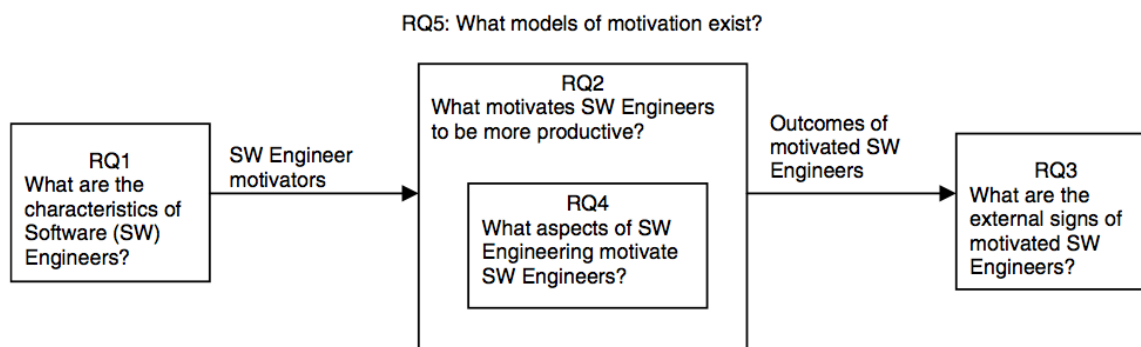 RQ5: What models of motivation exist?
RQ1
What are the
characteristics of
Software (SW)
Engineers?
SW Engineer
motivators
RQ2
What motivates SW Engineers
to be more productive?
RQ4
What aspects of SW
Engineering motivate
SW Engineers?
Outcomes of
motivated SW
Engineers
RQ3
What are the
external signs of
motivated SW
Engineers?